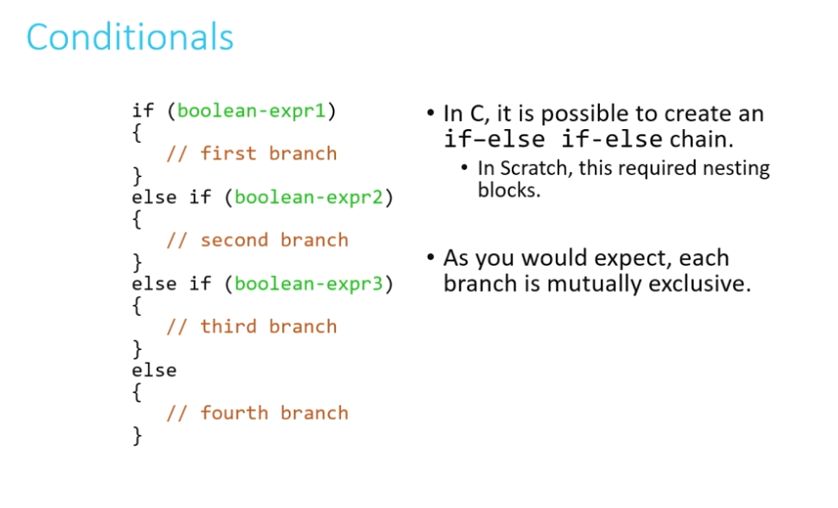 Conditionals
if (boolean-expr1)
{
// first branch
}
else if (boolean-expr2)
{
// second branch
}
else if (boolean-expr3)
{
// third branch
}
else
{
// fourth branch
}
• In C, it is possible to create an
if-else if-else chain.
• In Scratch, this required nesting
blocks.
• As you would expect, each
branch is mutually exclusive.